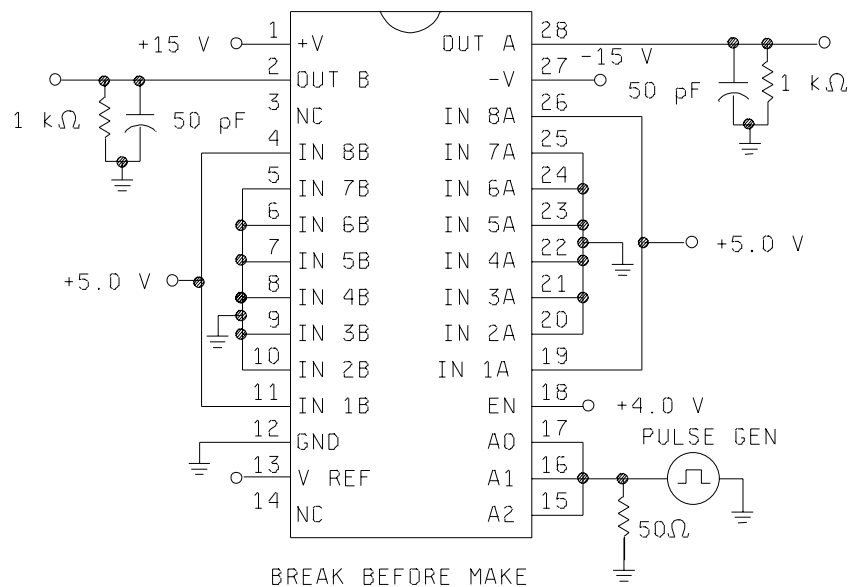 1 +V OUT A 28
+15 V
-15 V
2 OUT B -V 27
1 kΩ 50 pF
50 pF 1 kΩ
3 NC IN 8A 26
4 IN 8B IN 7A 25
5 IN 7B IN 6A 24
6 IN 6B IN 5A 23
7 IN 5B IN 4A 22
+5.0 V
+5.0 V
8 IN 4B IN 3A 21
9 IN 3B IN 2A 20
10 IN 2B IN 1A 19
11 IN 1B EN 18
+4.0 V
12 GND A0 17
PULSE GEN
13 V REF A1 16
14 NC A2 15
50Ω
BREAK BEFORE MAKE